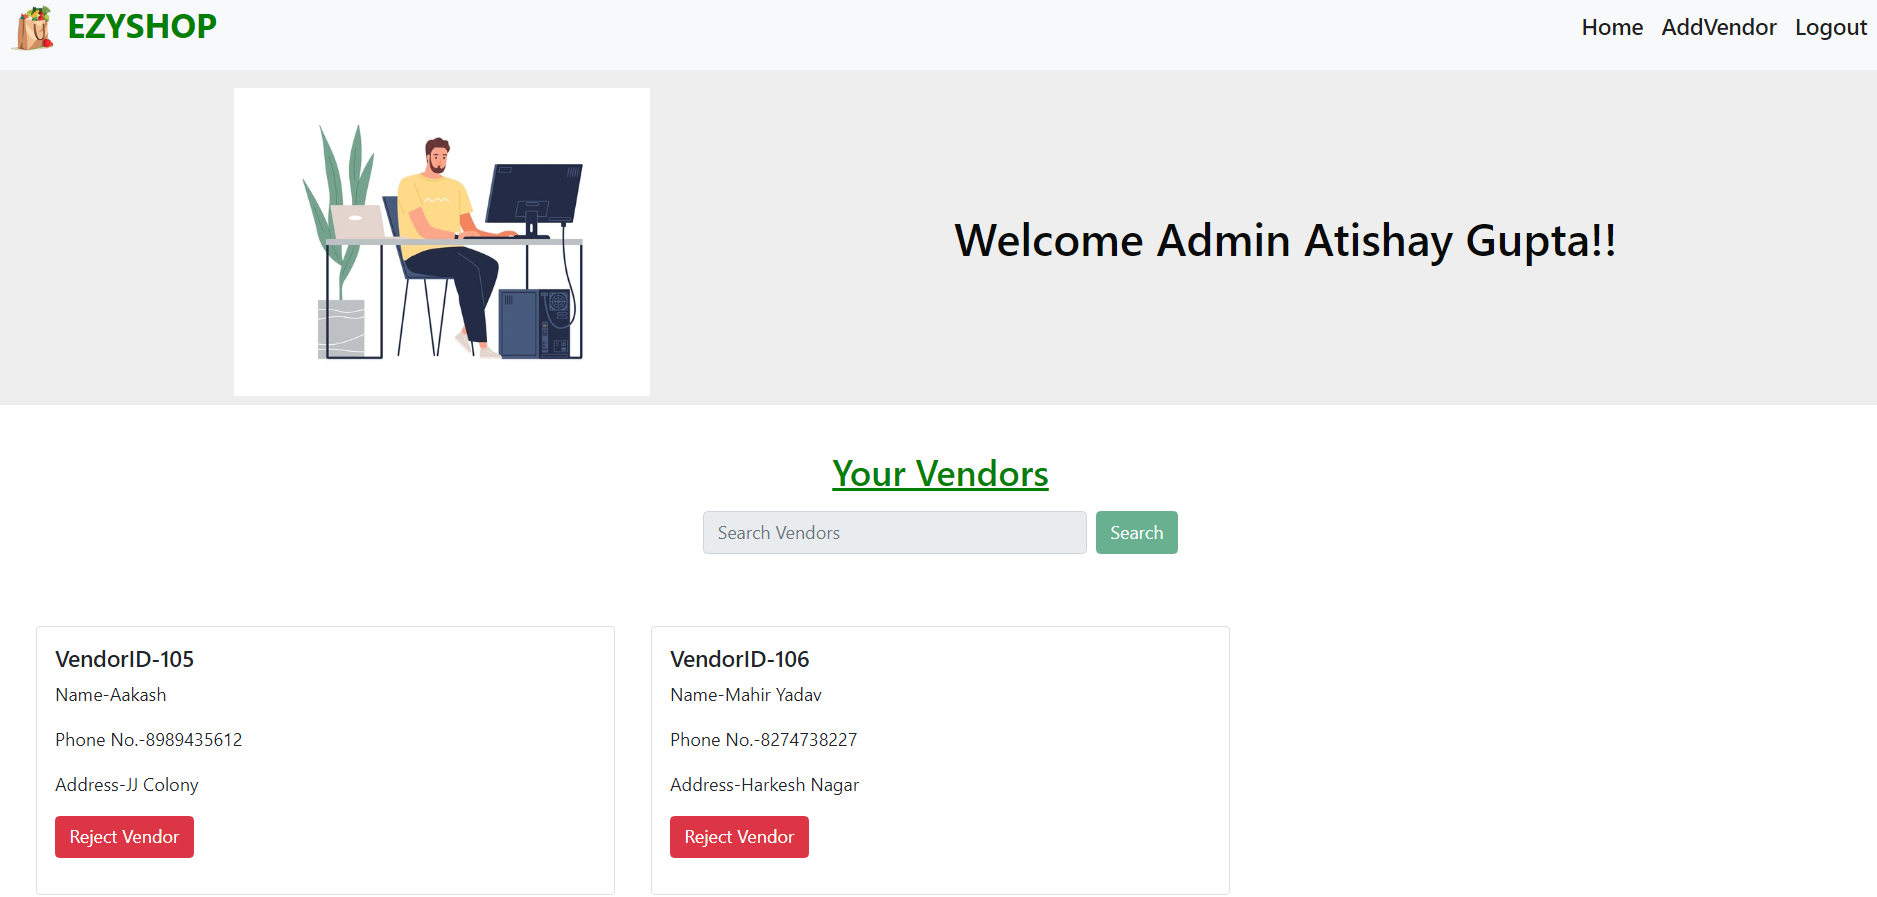 EZYSHOP
Home AddVendor Logout
Welcome Admin Atishay Gupta!!
Your Vendors
Search Vendors Search
VendorID-105
Name-Aakash
Phone No.-8989435612
Address-JJ Colony
Reject Vendor
VendorID-106
Name-Mahir Yadav
Phone No.-8274738227
Address-Harkesh Nagar
Reject Vendor